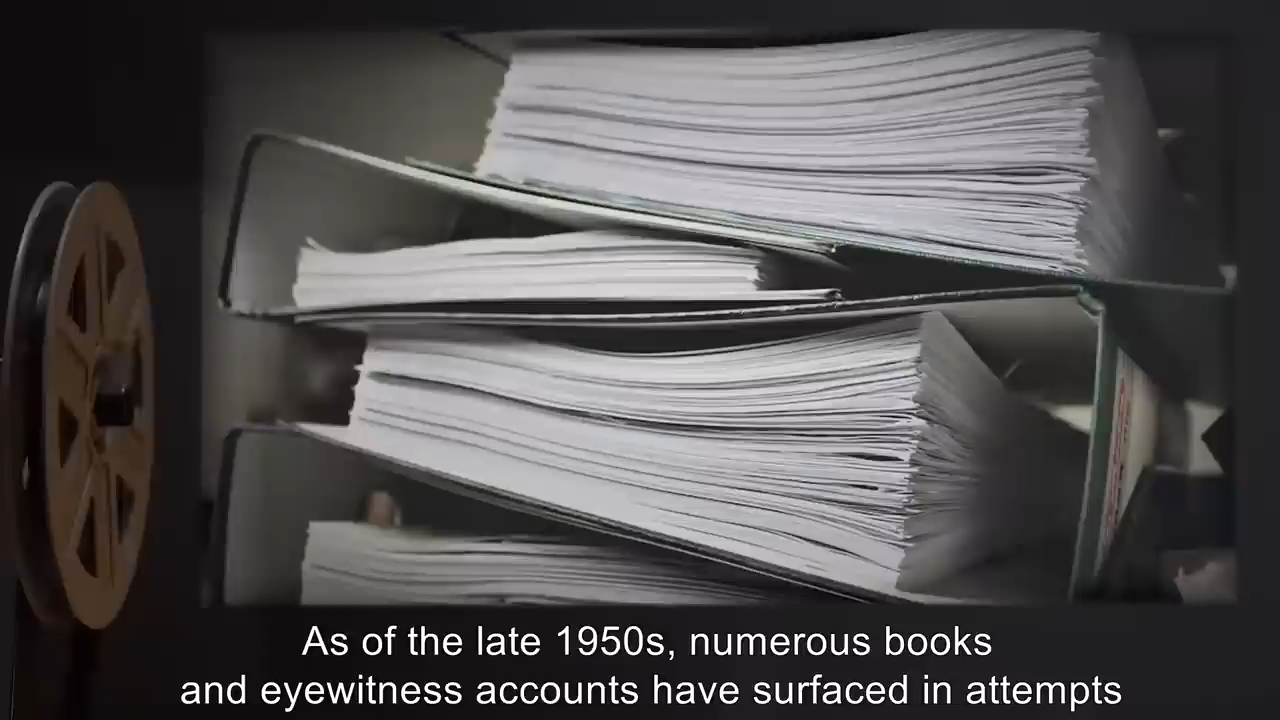 As of the late 1950s, numerous books
and eyewitness accounts have surfaced in attempts